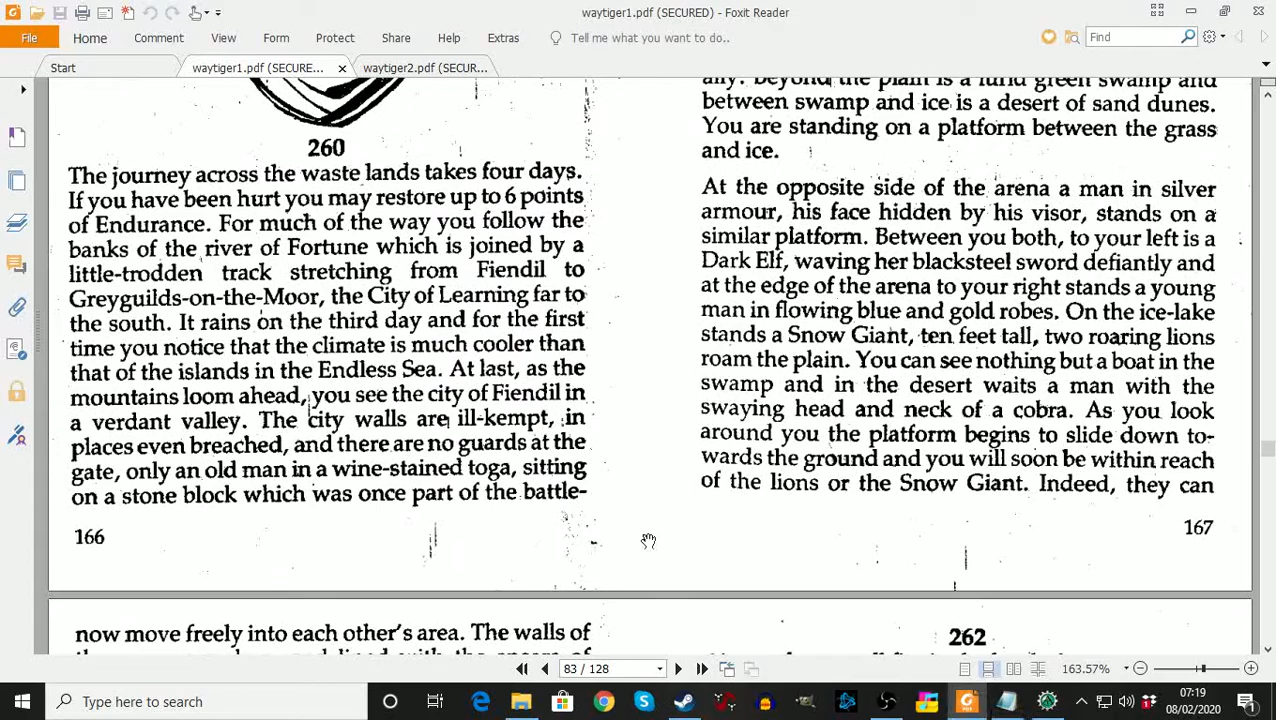 waytiger1.pdf (SECURED) - Foxit Reader
File
Home
Comment
View
Form
Protect
Share
Help
Extras
Tell me what you want to do..
Find
Start
waytiger1.pdf (SECURE...
waytiger2.pdf (SECUR...
260
The journey across the waste lands takes four days.
If you have been hurt you may restore up to 6 points
of Endurance. For much of the way you follow the
banks of the river of Fortune which is joined by a
little-trodden track stretching from Fiendil to
Greyguilds-on-the-Moor, the City of Learning far to
the south. It rains on the third day and for the first
time you notice that the climate is much cooler than
that of the islands in the Endless Sea. At last, as the
mountains loom ahead, you see the city of Fiendil in
a verdant valley. The city walls are ill-kempt, in
places even breached, and there are no guards at the
gate, only an old man in a wine-stained toga, sitting
on a stone block which was once part of the battle-
166
ally. Beyond the plain is a lurid green swamp and
between swamp and ice is a desert of sand dunes.
You are standing on a platform between the grass
and ice.
At the opposite side of the arena a man in silver
armour, his face hidden by his visor, stands on a
similar platform. Between you both, to your left is a
Dark Elf, waving her blacksteel sword defiantly and
at the edge of the arena to your right stands a young
man in flowing blue and gold robes. On the ice-lake
stands a Snow Giant, ten feet tall, two roaring lions
roam the plain. You can see nothing but a boat in the
swamp and in the desert waits a man with the
swaying head and neck of a cobra. As you look
around you the platform begins to slide down to-
wards the ground and you will soon be within reach
of the lions or the Snow Giant. Indeed, they can
167
now move freely into each other's area. The walls of
262
83 / 128
163.57%
Type here to search
07:19
08/02/2020